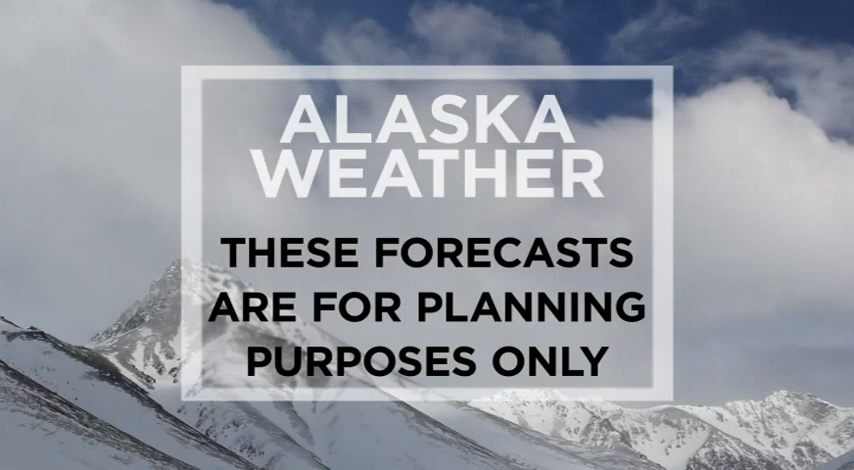 ALASKA
WEATHER
THESE FORECASTS
ARE FOR PLANNING
PURPOSES ONLY